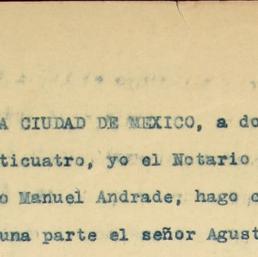 A CIUDAD DE MEXICO, a do
ticuatro, yo el Notario
o Manuel Andrade, hago c
una parte el señor Agust